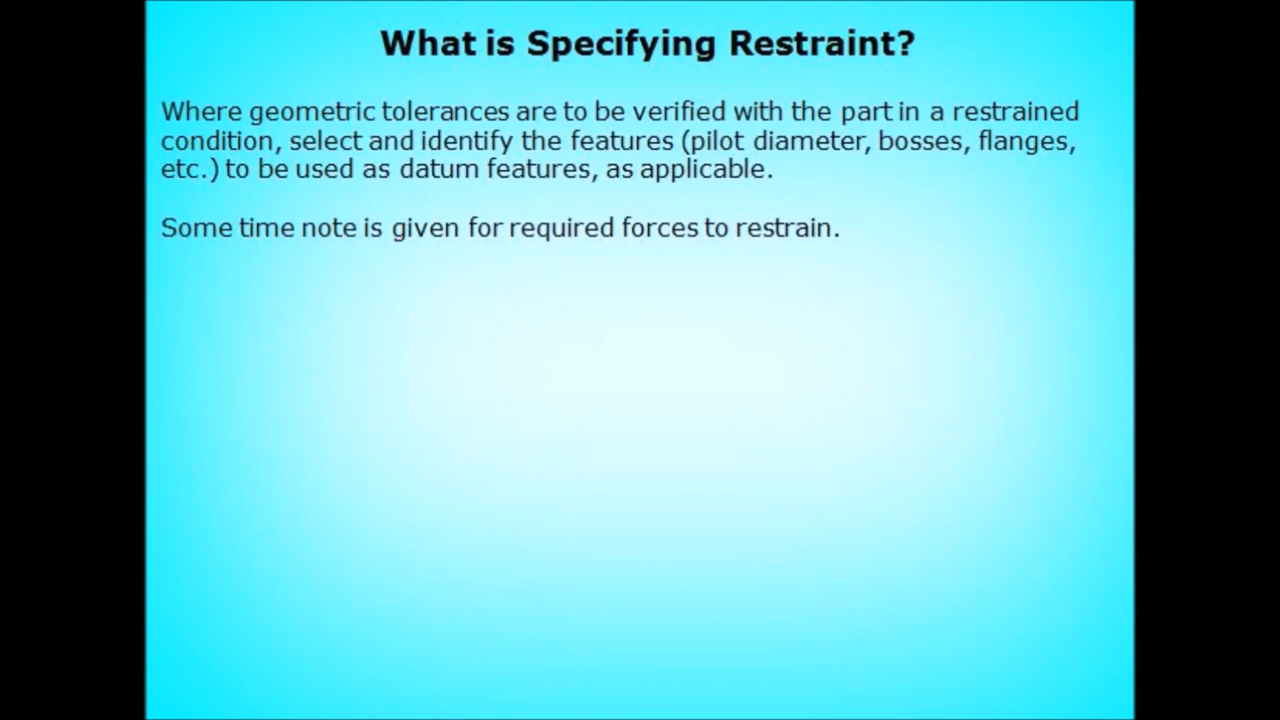 What is Specifying Restraint?
Where geometric tolerances are to be verified with the part in a restrained
condition, select and identify the features (pilot diameter, bosses, flanges,
etc.) to be used as datum features, as applicable.
Some time note is given for required forces to restrain.